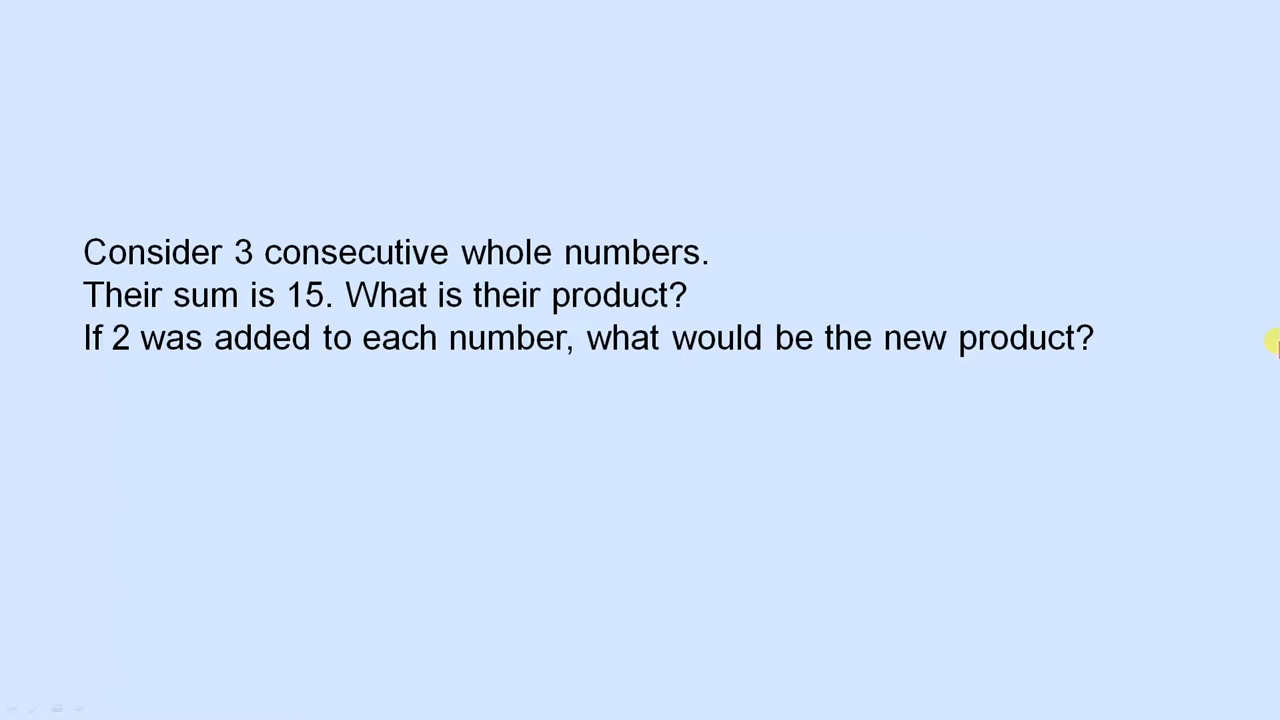 Consider 3 consecutive whole numbers.
Their sum is 15. What is their product?
If 2 was added to each number, what would be the new product?